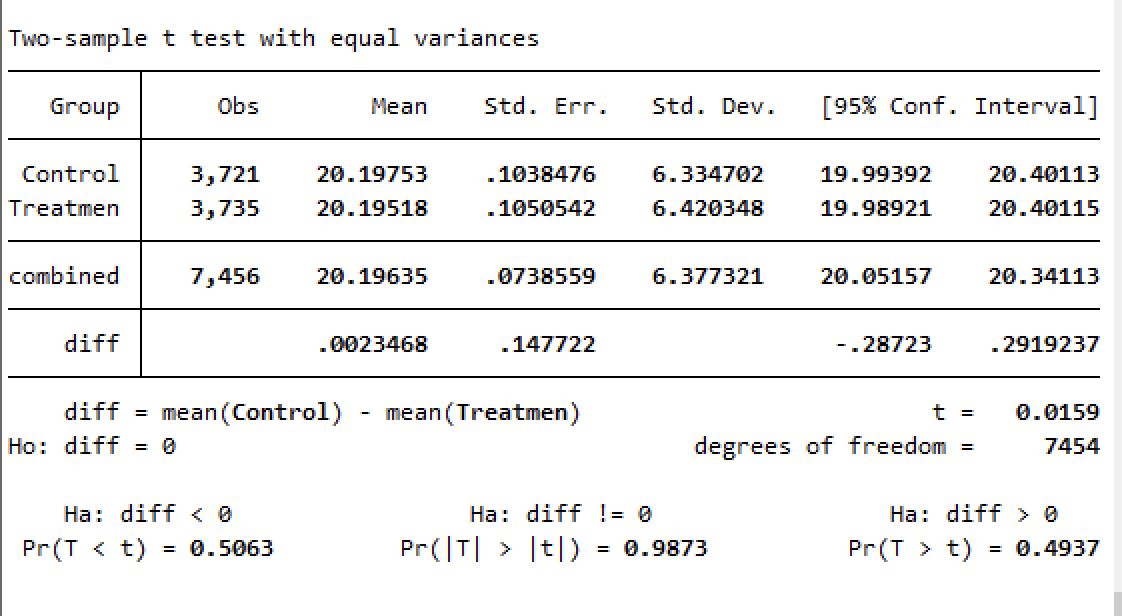 Two-sample t test with equal variances
Group Obs Mean Std. Err. Std. Dev. [95% Conf. Interval]
Control 3,721 20.19753 .1038476 6.334702 19.99392 20.40113
Treatmen 3,735 20.19518 .1050542 6.420348 19.98921 20.40115
combined 7,456 20.19635 .0738559 6.377321 20.05157 20.34113
diff .0023468 .147722 -.28723 .2919237
diff = mean(Control) - mean(Treatmen) t = 0.0159
Ho: diff = 0 degrees of freedom = 7454
Ha: diff < 0 Ha: diff != 0 Ha: diff > 0
Pr(T < t) = 0.5063 Pr(|T| > |t|) = 0.9873 Pr(T > t) = 0.4937